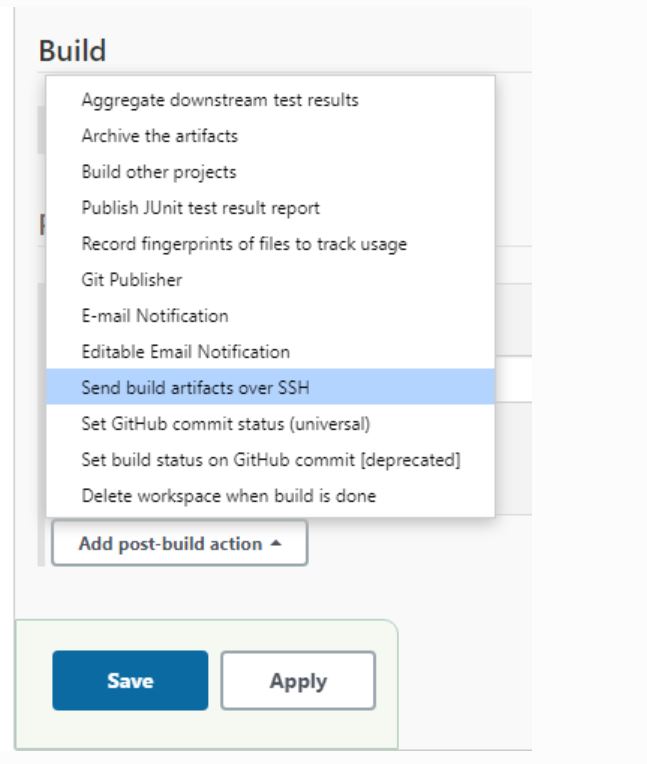 Build
Aggregate downstream test results
Archive the artifacts
Build other projects
Publish JUnit test result report
Record fingerprints of files to track usage
Git Publisher
E-mail Notification
Editable Email Notification
Send build artifacts over SSH
Set GitHub commit status (universal)
Set build status on GitHub commit [deprecated]
Delete workspace when build is done
Add post-build action
Save
Apply